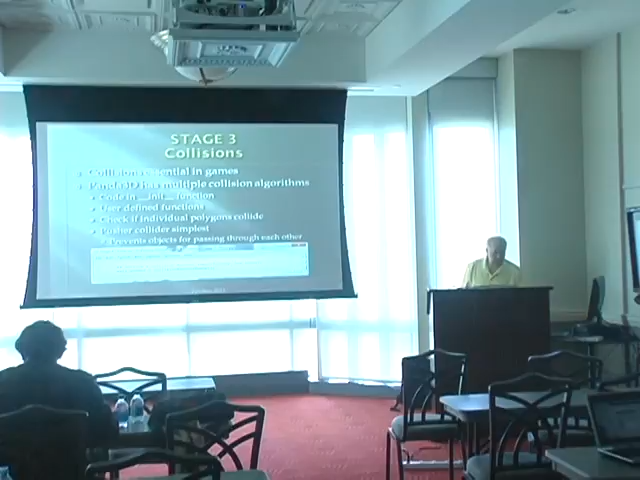 STAGE 3
Collisions
Collision essential in games
Panda3D has multiple collision algorithms
Code in __init__ function
User defined functions
Check if individual polygons collide
Pusher collider simplest
Prevents objects for passing through each other